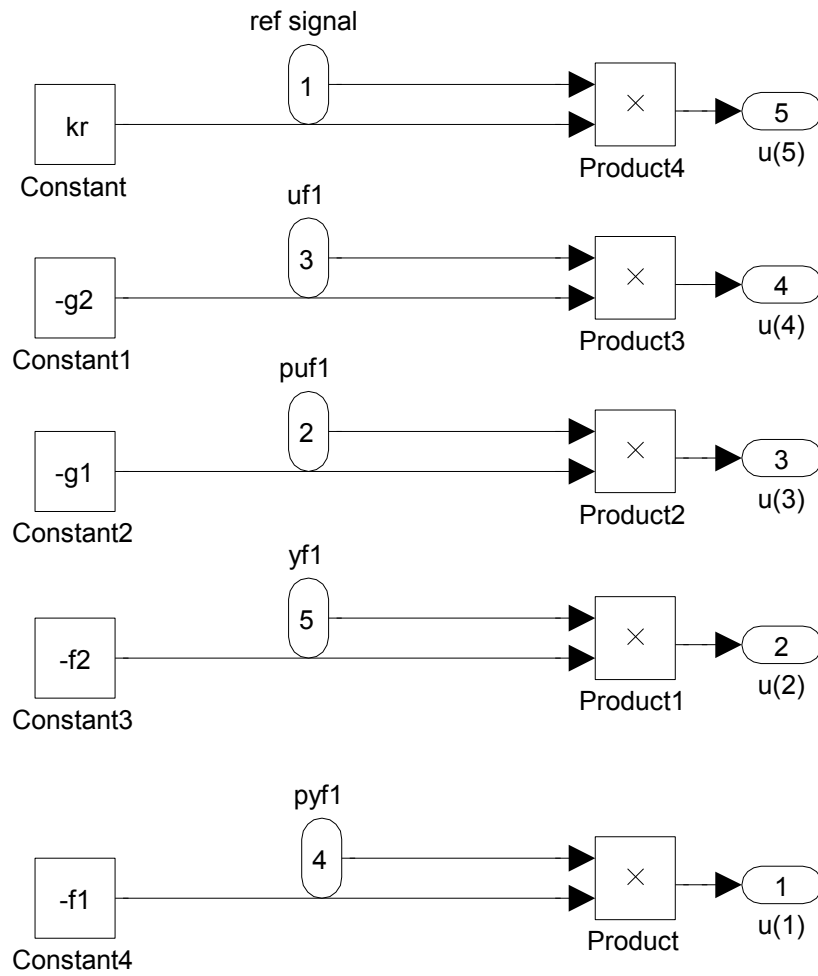 ref signal
1
kr
×
5
Constant
Product4
u(5)
uf1
3
-g2
×
4
Constant1
Product3
u(4)
puf1
2
-g1
×
3
Constant2
Product2
u(3)
yf1
5
-f2
×
2
Constant3
Product1
u(2)
pyf1
4
-f1
×
1
Constant4
Product
u(1)